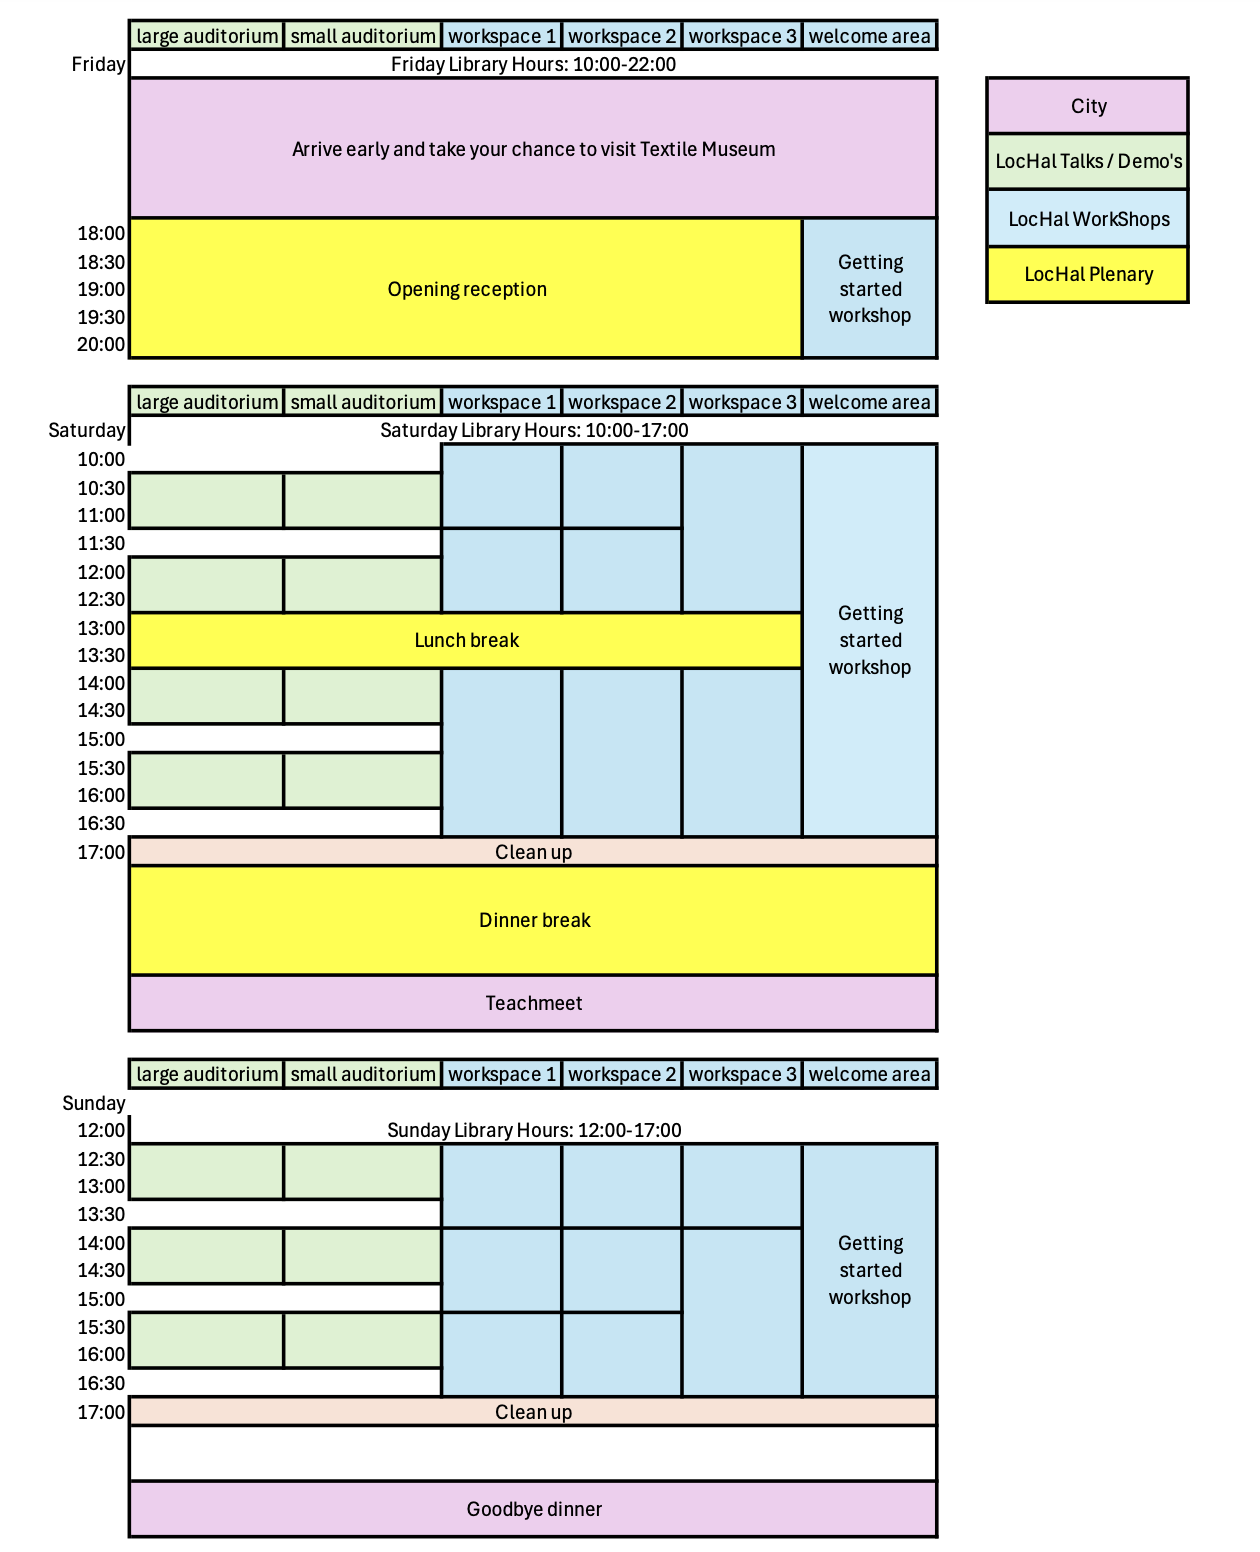 large auditorium small auditorium workspace 1 workspace 2 workspace 3 welcome area
Friday Friday Library Hours: 10:00-22:00
Arrive early and take your chance to visit Textile Museum
18:00
18:30
19:00
19:30
20:00
Opening reception
Getting
started
workshop
City
LocHal Talks / Demo's
LocHal WorkShops
LocHal Plenary
large auditorium small auditorium workspace 1 workspace 2 workspace 3 welcome area
Saturday Saturday Library Hours: 10:00-17:00
10:00
10:30
11:00
11:30
12:00
12:30
13:00
13:30
14:00
14:30
15:00
15:30
16:00
16:30
17:00
Lunch break
Getting
started
workshop
Clean up
Dinner break
Teachmeet
large auditorium small auditorium workspace 1 workspace 2 workspace 3 welcome area
Sunday
12:00 Sunday Library Hours: 12:00-17:00
12:30
13:00
13:30
14:00
14:30
15:00
15:30
16:00
16:30
17:00
Getting
started
workshop
Clean up
Goodbye dinner